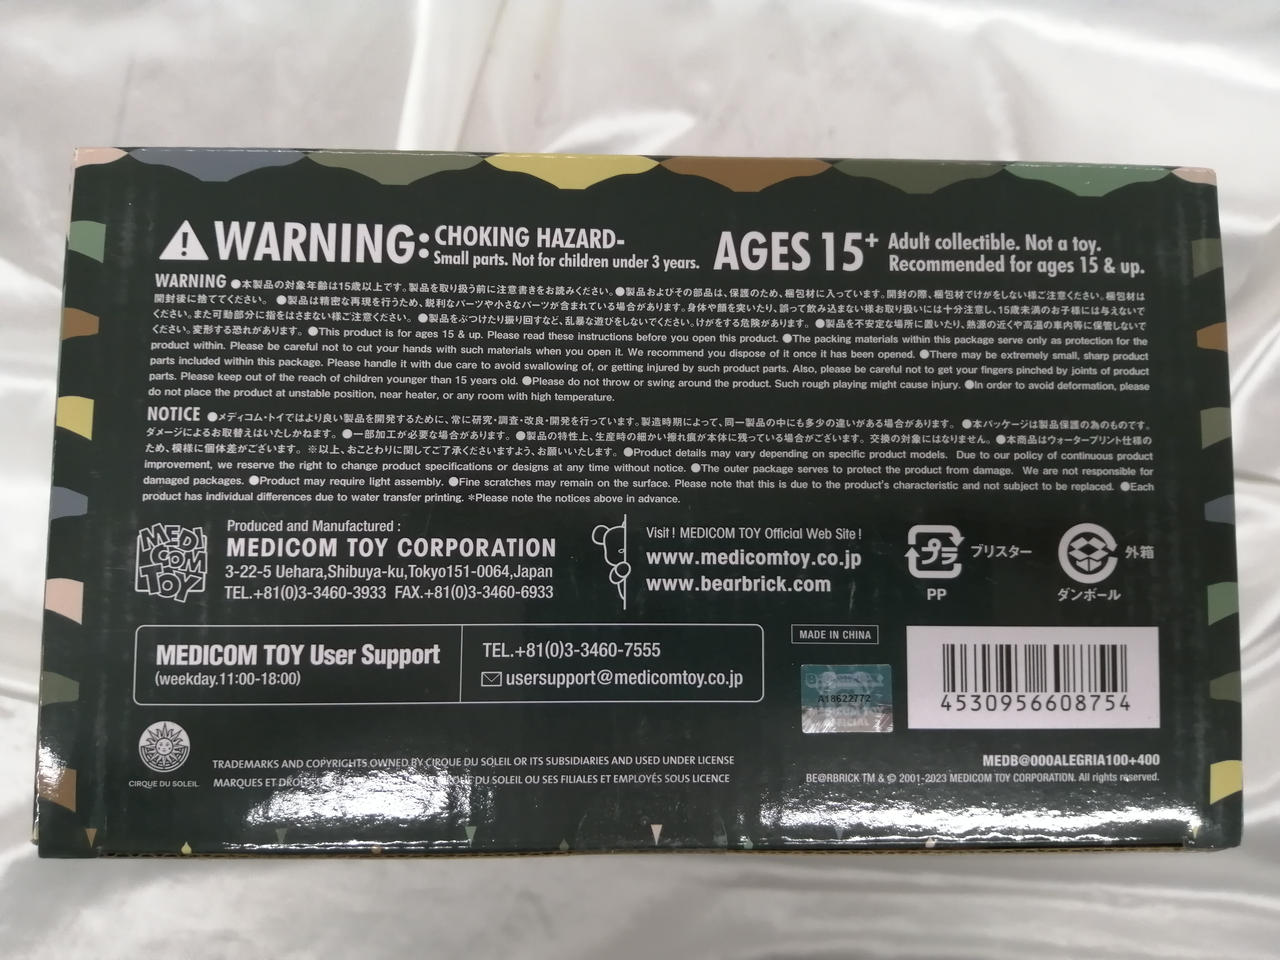 WARNING: CHOKING HAZARD-
Small parts. Not for children under 3 years.
AGES 15+ Adult collectible. Not a toy.
Recommended for ages 15 & up.
WARNING ●本製品の対象年齢は15歳以上です。製品を取り扱う前に注意書きをお読みください。●製品およびその部品は、保護のため、梱包材に入っています。開封の際、梱包材でけがをしない様ご注意ください。梱包材は
開封後に捨ててください。 ●製品は精密な再現を行うため、鋭利なパーツや小さなパーツが含まれている場合があります。身体や顔を突いたり、誤って飲み込まない様お取り扱いには十分注意し、15歳未満のお子様には与えないで
ください。また可動部分に指をはさまない様ご注意ください。 ●製品をぶつけたり振り回すなど、乱暴な遊びをしないでください。けがをする危険があります。 ●製品を不安定な場所に置いたり、熱源の近くや高温の車内等に保管しないで
ください。変形する恐れがあります。 ●This product is for ages 15 & up. Please read these instructions before you open this product. ●The packing materials within this package serve only as protection for the
product within. Please be careful not to cut your hands with such materials when you open it. We recommend you dispose of it once it has been opened. ●There may be extremely small, sharp product
parts included within this package. Please handle it with due care to avoid swallowing of, or getting injured by such product parts. Also, please be careful not to get your fingers pinched by joints of product
parts. Please keep out of the reach of children younger than 15 years old. ●Please do not throw or swing around the product. Such rough playing might cause injury. ●In order to avoid deformation, please
do not place the product at unstable position, near heater, or any room with high temperature.
NOTICE ●メディコム・トイではより良い製品を開発するために、常に研究・調査・改良・開発を行っています。製造時期によって、同一製品の中にも多少の違いがある場合があります。 ●本パッケージは製品保護の為のものです。
ダメージによるお取替えはいたしかねます。 ●一部加工が必要な場合があります。 ●製品の特性上、生産時の細かい擦れ痕が本体に残っている場合がございます。交換の対象にはなりません。 ●本商品はウォータープリント仕様の
ため、模様に個体差がございます。 ※以上、おことわりに関してご了承くださいますよう、お願いいたします。 ●Product details may vary depending on specific product models. Due to our policy of continuous product
improvement, we reserve the right to change product specifications or designs at any time without notice. ●The outer package serves to protect the product from damage. We are not responsible for
damaged packages. ●Product may require light assembly. ●Fine scratches may remain on the surface. Please note that this is due to the product's characteristic and not subject to be replaced. ●Each
product has individual differences due to water transfer printing. *Please note the notices above in advance.
MEDI COM TOY
Produced and Manufactured :
MEDICOM TOY CORPORATION
3-22-5 Uehara,Shibuya-ku,Tokyo151-0064,Japan
TEL.+81(0)3-3460-3933 FAX.+81(0)3-3460-6933
Visit ! MEDICOM TOY Official Web Site !
www.medicomtoy.co.jp
www.bearbrick.com
プラ
PP
ブリスター
外箱
ダンボール
MEDICOM TOY User Support
(weekday.11:00-18:00)
TEL.+81(0)3-3460-7555
usersupport@medicomtoy.co.jp
MADE IN CHINA
A18622772
4530956608754
CIRQUE DU SOLEIL
TRADEMARKS AND COPYRIGHTS OWNED BY CIRQUE DU SOLEIL OR ITS SUBSIDIARIES AND USED UNDER LICENSE
MARQUES ET DU SOLEIL OU SES FILIALES ET EMPLOYÉS SOUS LICENCE
MEDB@000ALEGRIA100+400
BE@RBRICK TM & © 2001-2023 MEDICOM TOY CORPORATION. All rights reserved.